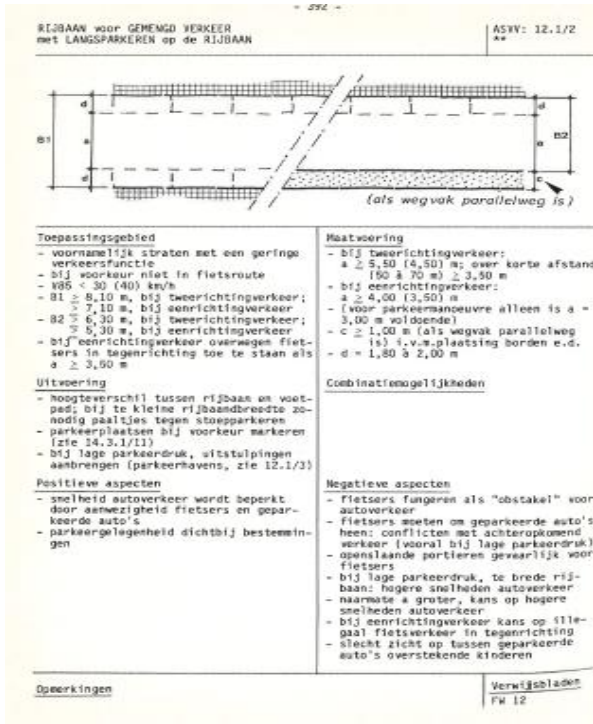 - 392 -
RIJBAAN voor GEMENGD VERKEER
met LANGSPARKEREN op de RIJBAAN
ASVV: 12.1/2
**
d
d
B1
a
a
B2
d
c
(als wegvak parallelweg is)
Toepassingsgebied
- voornamelijk straten met een geringe
verkeersfunctie
- bij voorkeur niet in fietsroute
- V85 < 30 (40) km/h
- B1 ≥ 8,10 m, bij tweerichtingverkeer;
≥ 7,10 m, bij eenrichtingverkeer
- B2 ≥ 6,30 m, bij tweerichtingverkeer;
≥ 5,30 m, bij eenrichtingverkeer
- bij eenrichtingverkeer overwegen fiet-
sers in tegenrichting toe te staan als
a ≥ 3,50 m
Uitvoering
- hoogteverschil tussen rijbaan en voet-
pad; bij te kleine rijbaandbreedte zo-
nodig paaltjes tegen stoepparkeren
- parkeerplaatsen bij voorkeur markeren
(zie 14.3.1/11)
- bij lage parkeerdruk, uitstulpingen
aanbrengen (parkeerhavens, zie 12.1/3)
Positieve aspecten
- snelheid autoverkeer wordt beperkt
door aanwezigheid fietsers en gepar-
keerde auto's
- parkeergelegenheid dichtbij bestemmin-
gen
Maatvoering
- bij tweerichtingverkeer:
a ≥ 5,50 (4,50) m; over korte afstand
(50 à 70 m) ≥ 3,50 m
- bij eenrichtingverkeer:
a ≥ 4,00 (3,50) m
- (voor parkeermanoeuvre alleen is a =
3,00 m voldoende)
- c ≥ 1,00 m (als wegvak parallelweg
is) i.v.m.plaatsing borden e.d.
- d = 1,80 à 2,00 m
Combinatiemogelijkheden
Negatieve aspecten
- fietsers fungeren als "obstakel" voor
autoverkeer
- fietsers moeten om geparkeerde auto's
heen: conflicten met achteropkomend
verkeer (vooral bij lage parkeerdruk)
- openslaande portieren gevaarlijk voor
fietsers
- bij lage parkeerdruk, te brede rij-
baan: hogere snelheden autoverkeer
- naarmate a groter, kans op hogere
snelheden autoverkeer
- bij eenrichtingverkeer kans op ille-
gaal fietsverkeer in tegenrichting
- slecht zicht op tussen geparkeerde
auto's overstekende kinderen
Opmerkingen
Verwijsbladen
FW 12